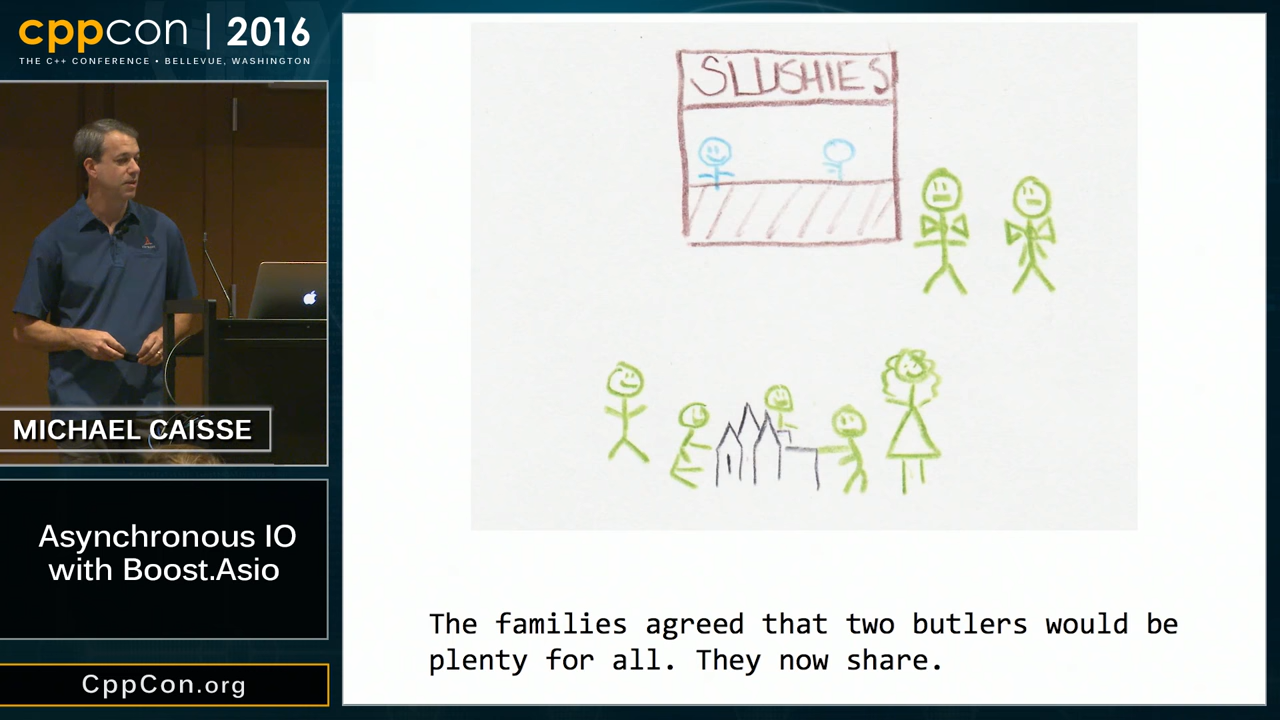 cppcon | 2016
THE C++ CONFERENCE • BELLEVUE, WASHINGTON
MICHAEL CAISSE
Asynchronous IO
with Boost.Asio
CppCon.org
SLUSHIES
The families agreed that two butlers would be
plenty for all. They now share.